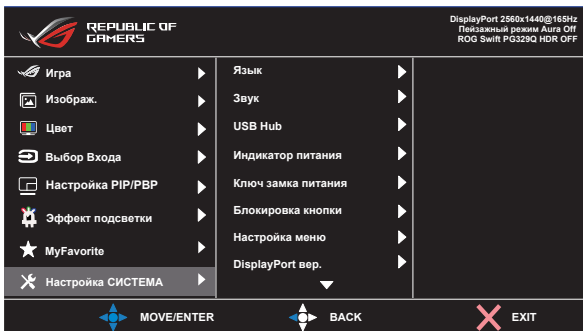 REPUBLIC OF
GAMERS
DisplayPort 2560x1440@165Hz
Пейзажный режим Aura Off
ROG Swift PG329Q HDR OFF
Игра
Изображ.
Цвет
Выбор Входа
Настройка PIP/PBP
Эффект подсветки
MyFavorite
Настройка СИСТЕМА
Язык
Звук
USB Hub
Индикатор питания
Ключ замка питания
Блокировка кнопки
Настройка меню
DisplayPort вер.
MOVE/ENTER
BACK
EXIT